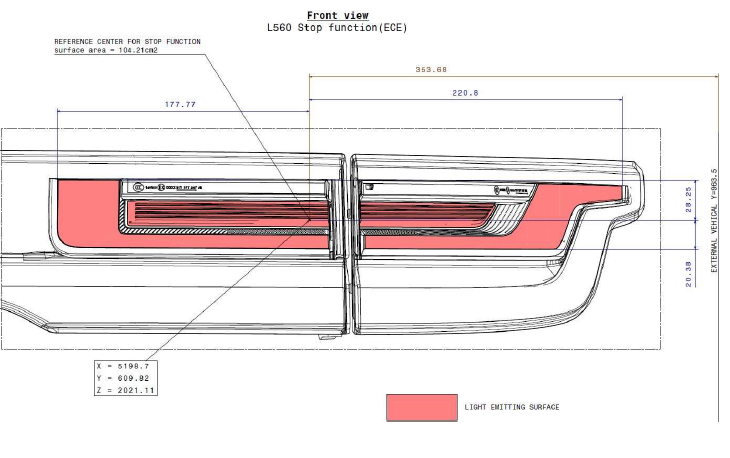 Front view
L560 Stop function(ECE)
REFERENCE CENTER FOR STOP FUNCTION
surface area = 104.21cm2
353.68
220.8
177.77
28.25
20.38
EXTERNAL VEHICAL Y=963.5
X = 5198.7
Y = 609.82
Z = 2021.11
LIGHT EMITTING SURFACE